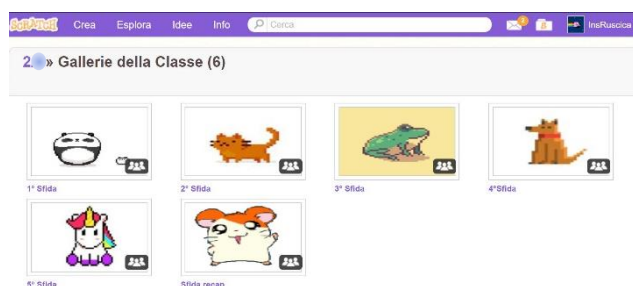 SCRATCH Crea Esplora Idee Info Cerca InsRuscica
2. » Gallerie della Classe (6)
1° Sfida 2° Sfida 3° Sfida 4°Sfida
5° Sfida Sfida recap